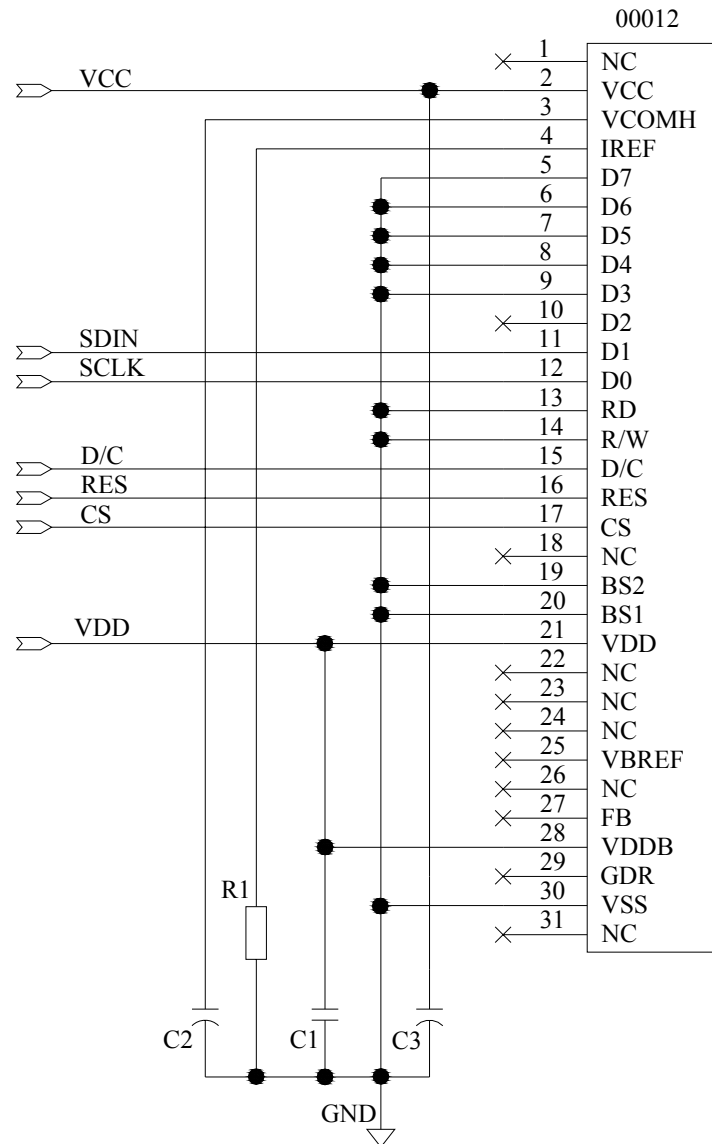 00012
1 NC
VCC 2 VCC
3 VCOMH
4 IREF
5 D7
6 D6
7 D5
8 D4
9 D3
10 D2
SDIN 11 D1
SCLK 12 D0
13 RD
14 R/W
D/C 15 D/C
RES 16 RES
CS 17 CS
18 NC
19 BS2
20 BS1
VDD 21 VDD
22 NC
23 NC
24 NC
25 VBREF
26 NC
27 FB
28 VDDB
29 GDR
R1 30 VSS
31 NC
C2 C1 C3
GND